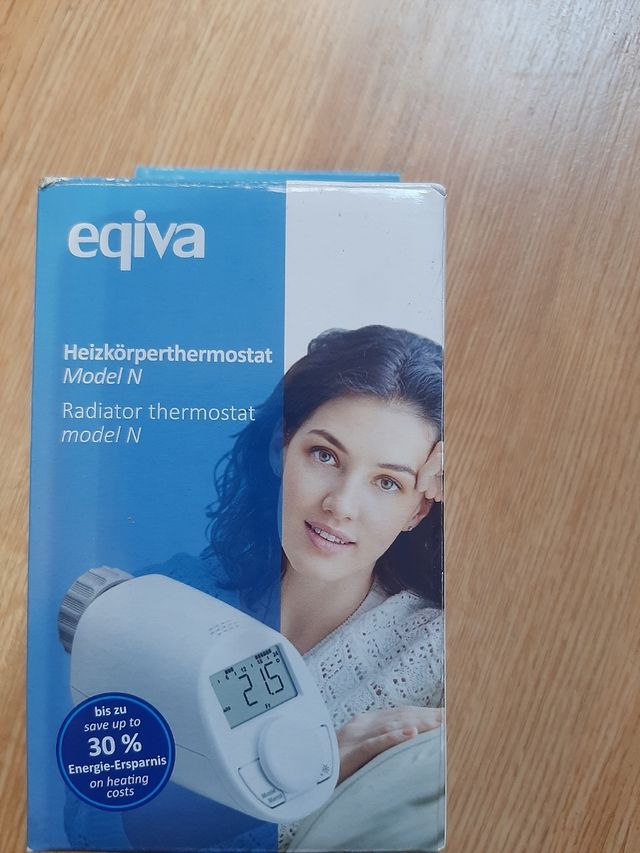 eqiva
Heizkörperthermostat
Model N
Radiator thermostat
model N
21.5
Fr
bis zu
save up to
30 %
Energie-Ersparnis
on heating
costs